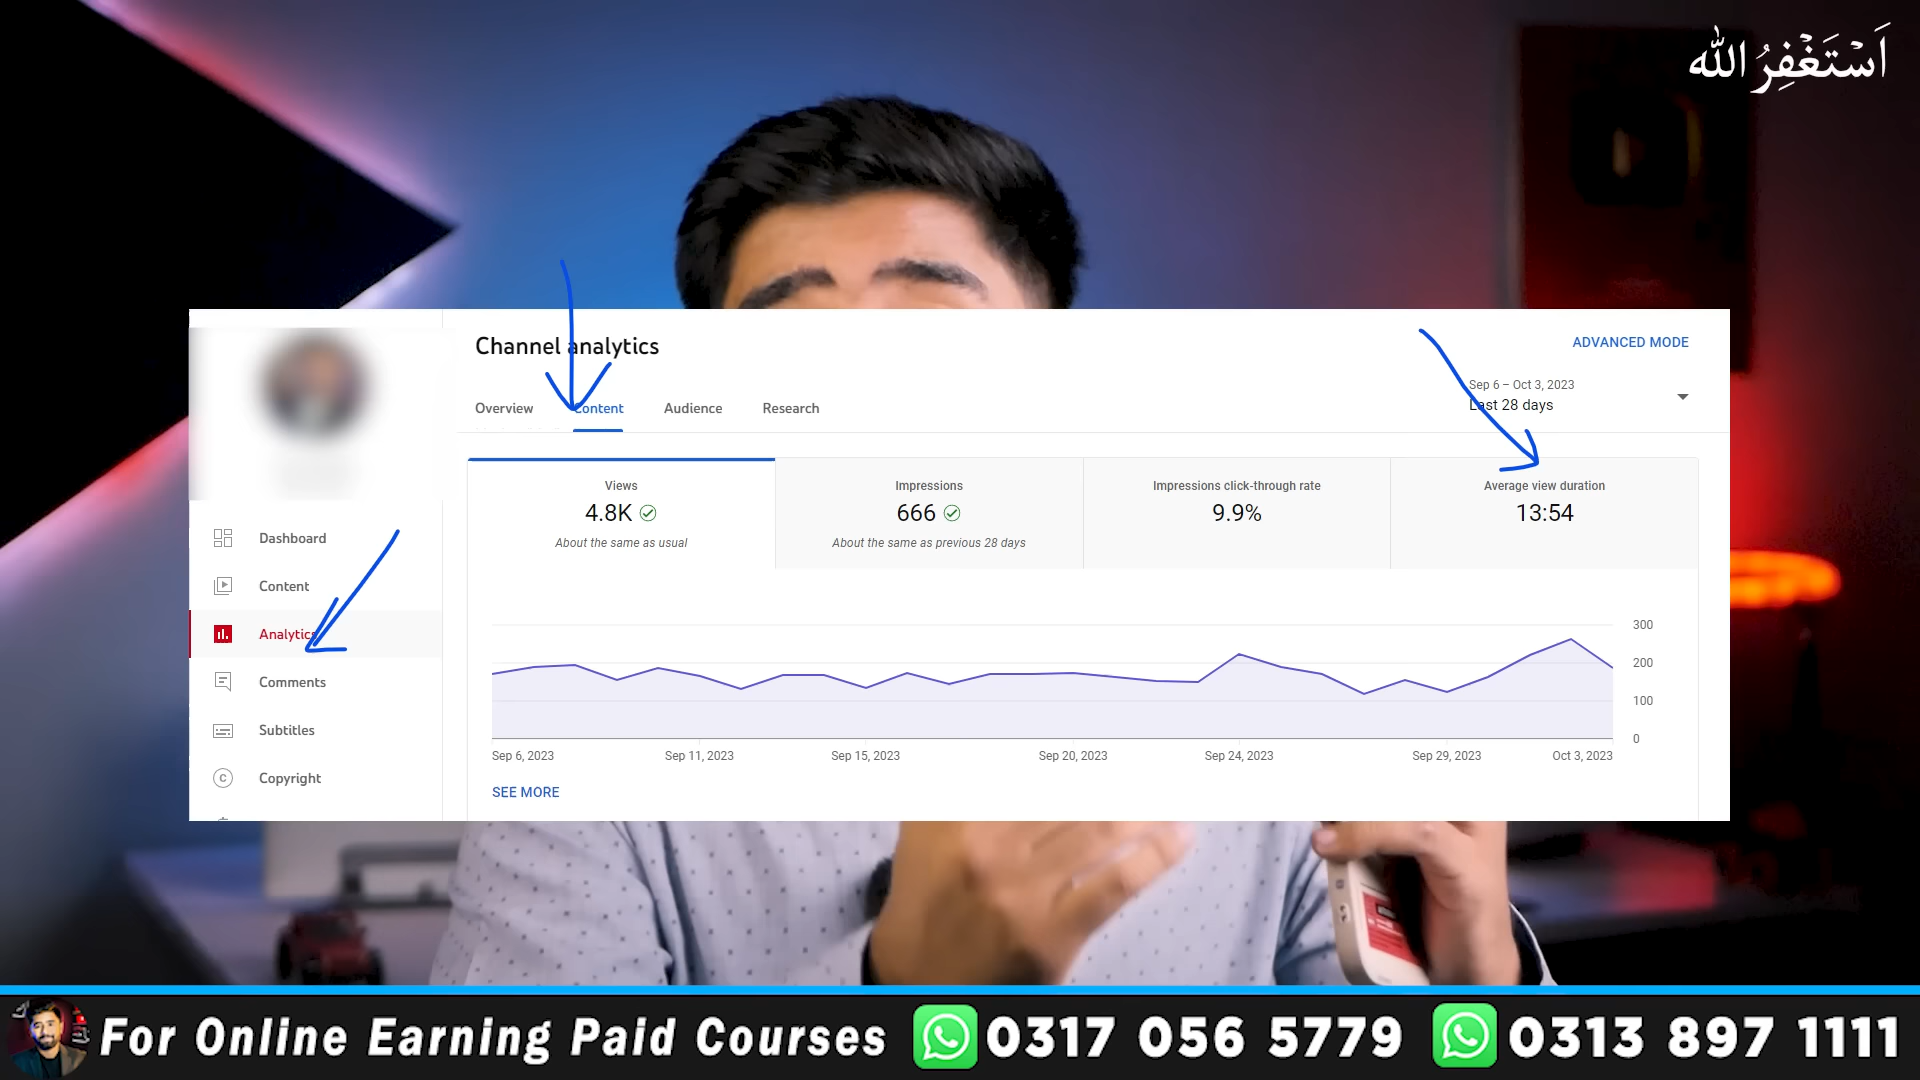 اَسْتَغْفِرُ الله
Channel analytics
ADVANCED MODE
Sep 6 – Oct 3, 2023
Last 28 days
Overview Content Audience Research
Views
4.8K
About the same as usual
Impressions
666
About the same as previous 28 days
Impressions click-through rate
9.9%
Average view duration
13:54
Dashboard
Content
Analytics
Comments
Subtitles
Copyright
300
200
100
0
Sep 6, 2023 Sep 11, 2023 Sep 15, 2023 Sep 20, 2023 Sep 24, 2023 Sep 29, 2023 Oct 3, 2023
SEE MORE
For Online Earning Paid Courses 0317 056 5779 0313 897 1111